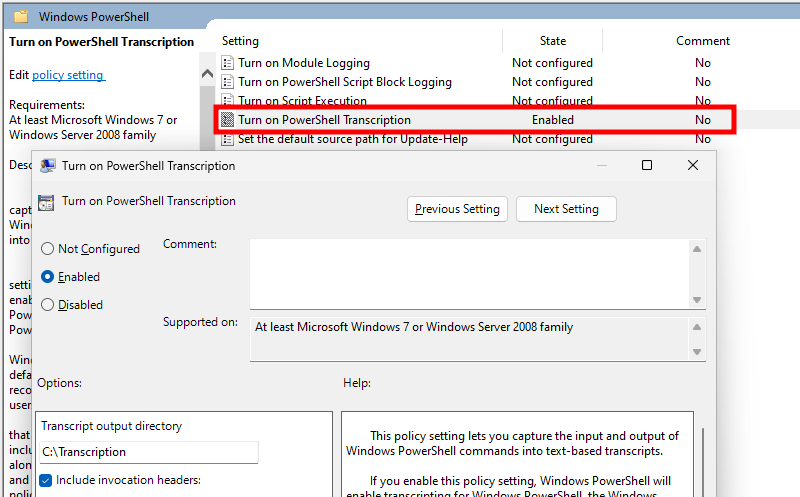 Windows PowerShell
Turn on PowerShell Transcription
Edit policy setting
Requirements:
At least Microsoft Windows 7 or
Windows Server 2008 family
Desc
capt
Win
into
setti
enab
Pow
Pow
Win
defa
reco
user
that
inclu
alon
and
Setting State Comment
Turn on Module Logging Not configured No
Turn on PowerShell Script Block Logging Not configured No
Turn on Script Execution Not configured No
Turn on PowerShell Transcription Enabled No
Set the default source path for Update-Help Not configured No
Turn on PowerShell Transcription
Turn on PowerShell Transcription
Previous Setting Next Setting
Not Configured
Enabled
Disabled
Comment:
Supported on:
At least Microsoft Windows 7 or Windows Server 2008 family
Options:
Transcript output directory
C:\Transcription
Include invocation headers:
Help:
This policy setting lets you capture the input and output of
Windows PowerShell commands into text-based transcripts.
If you enable this policy setting, Windows PowerShell will
enable transcripting for Windows PowerShell, the Windows